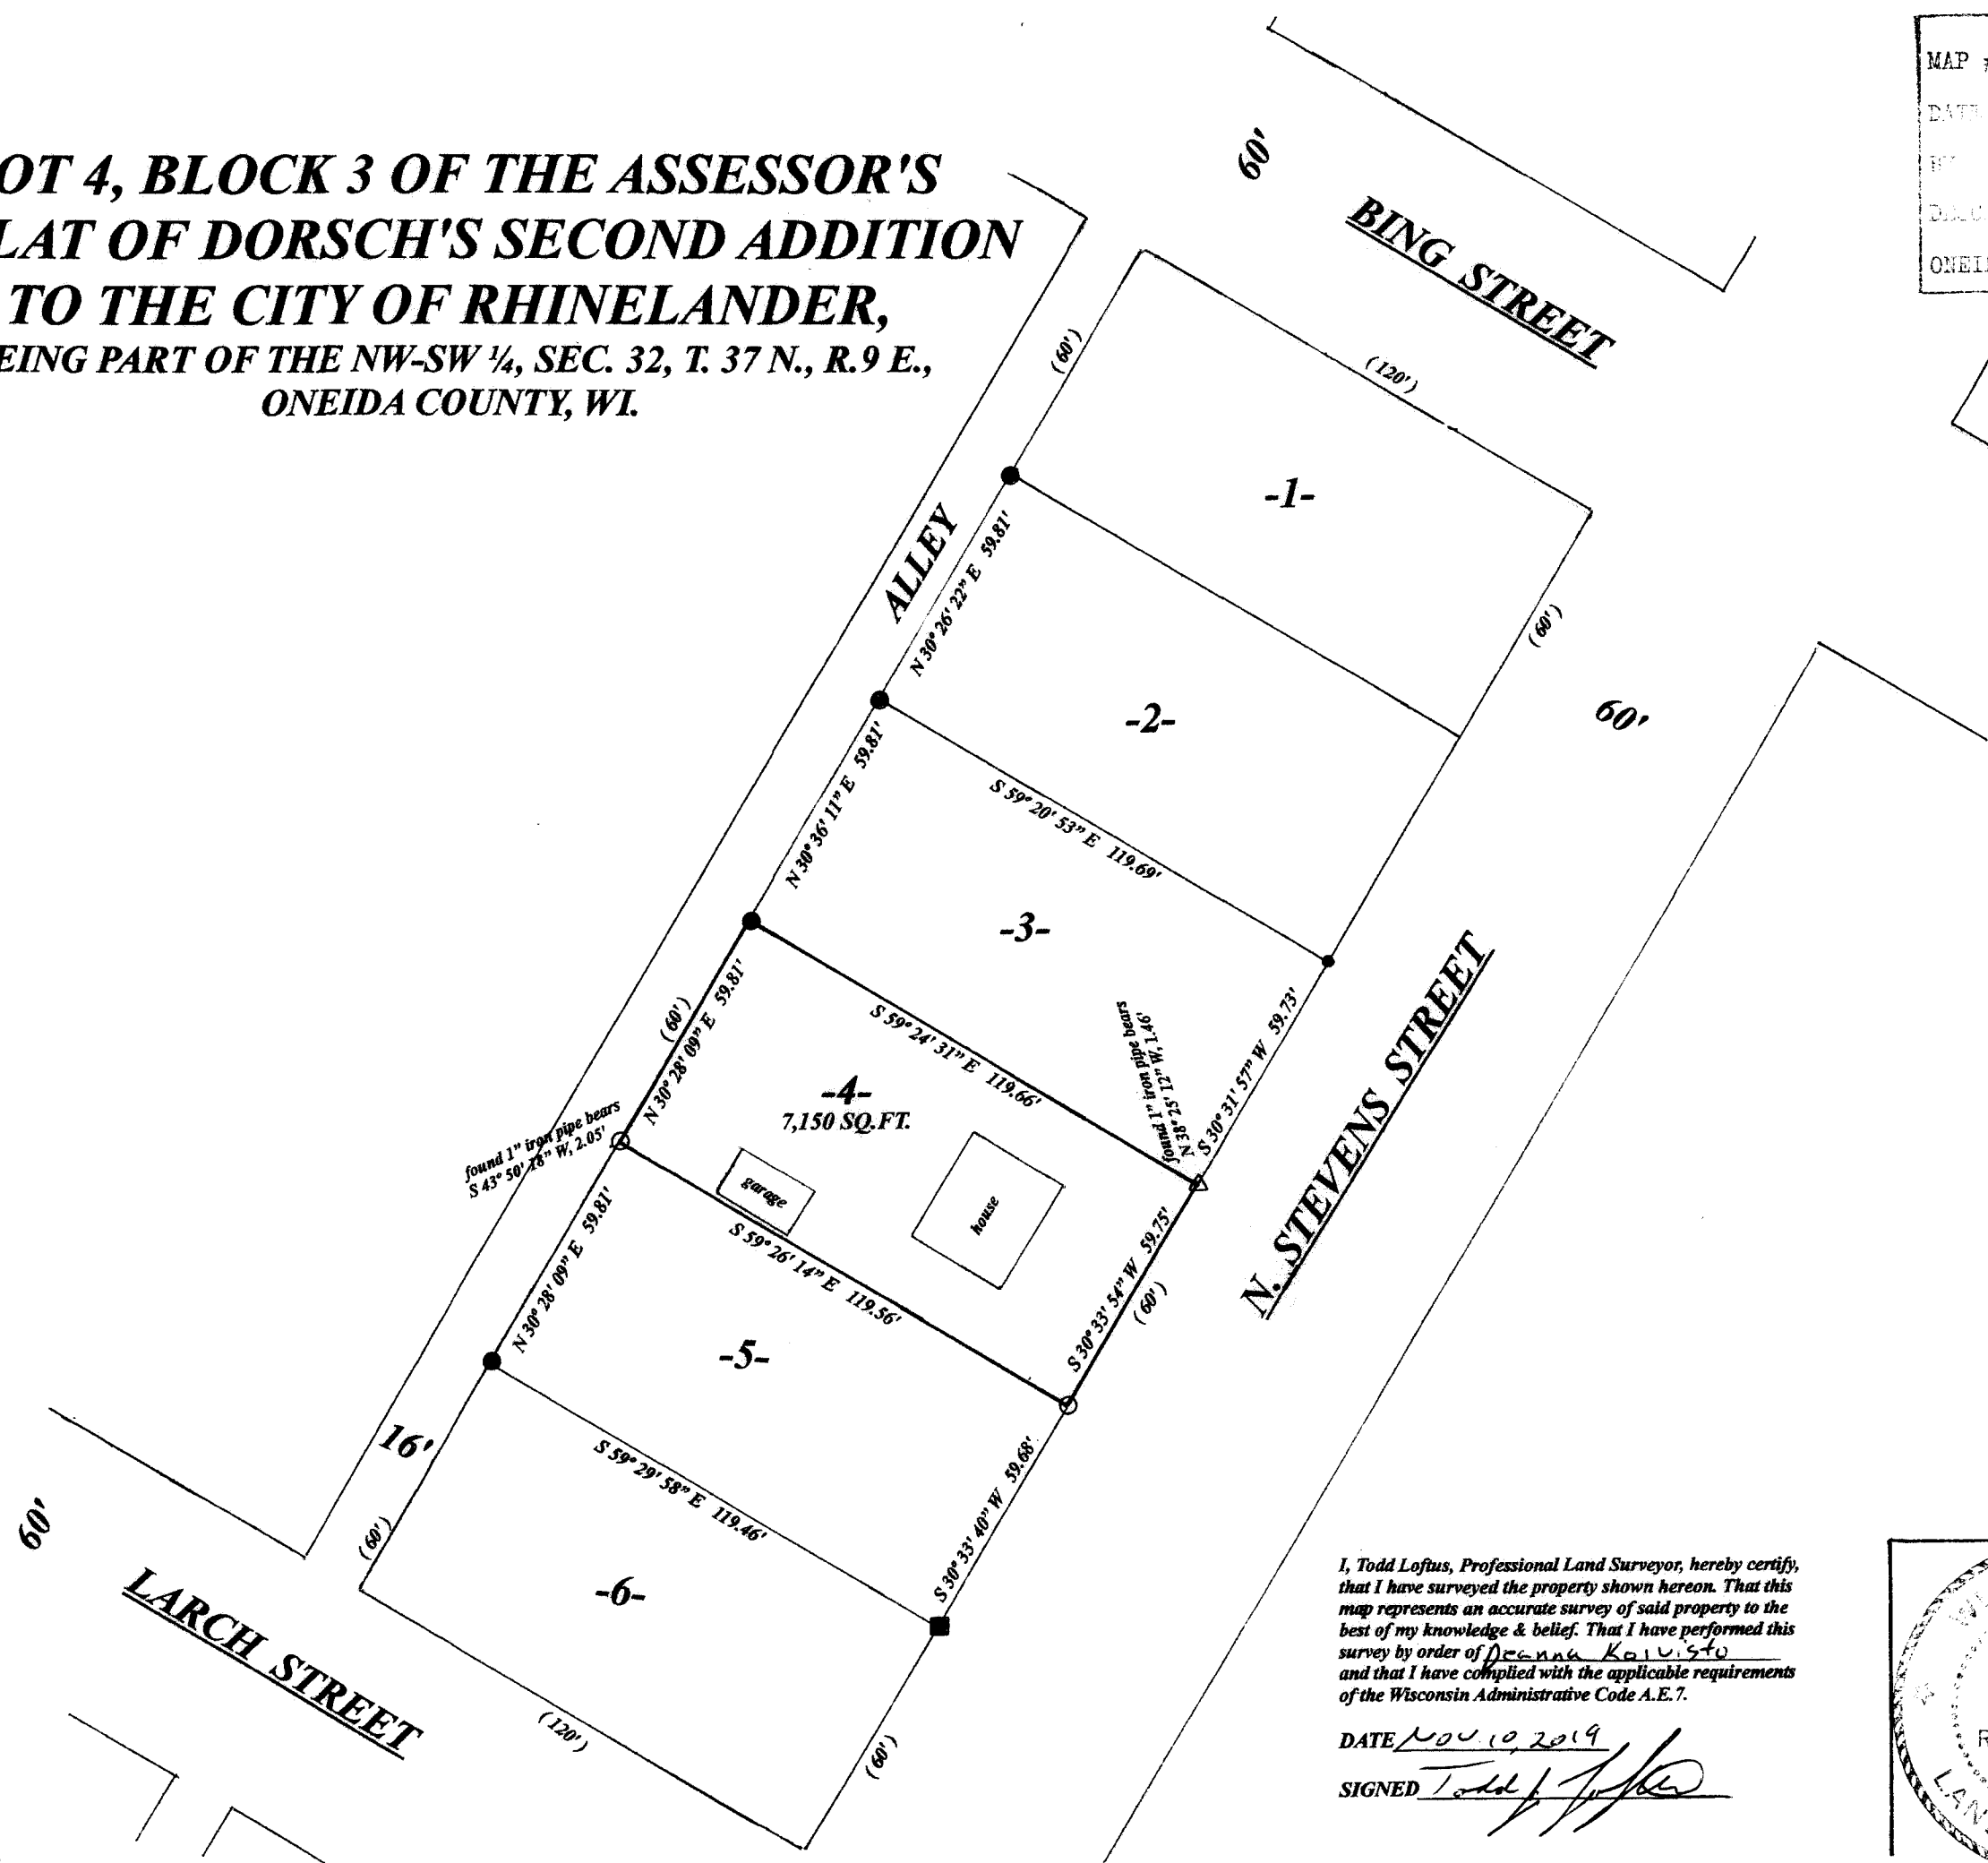 OT 4, BLOCK 3 OF THE ASSESSOR'S
LAT OF DORSCH'S SECOND ADDITION
TO THE CITY OF RHINELANDER,
EING PART OF THE NW-SW ¼, SEC. 32, T. 37 N., R.9 E.,
ONEIDA COUNTY, WI.
MAP
DATE
ONEI
60'
BING STREET
(60')
(120')
-1-
ALLEY
N 30° 26' 22" E 59.81'
(60')
60'
-2-
N 30° 36' 11" E 59.81'
S 59° 20' 53" E 119.69'
-3-
N. STEVENS STREET
(60')
N 30° 28' 09" E 59.81'
S 59° 24' 31" E 119.66'
found 1" iron pipe bears
N 38° 25' 12" W, 1.46'
S 30° 31' 57" W 59.73'
-4-
7,150 SQ.FT.
found 1" iron pipe bears
S 43° 50' 18" W, 2.05'
garage
house
S 59° 26' 14" E 119.56'
S 30° 33' 54" W 59.75'
(60')
N 30° 28' 09" E 59.81'
-5-
16'
S 59° 29' 58" E 119.46'
S 30° 33' 40" W 59.68'
60'
(60')
LARCH STREET
-6-
(120')
(60')
I, Todd Loftus, Professional Land Surveyor, hereby certify,
that I have surveyed the property shown hereon. That this
map represents an accurate survey of said property to the
best of my knowledge & belief. That I have performed this
survey by order of Deanna Koivisto
and that I have complied with the applicable requirements
of the Wisconsin Administrative Code A.E.7.
DATE Nov. 10, 2019
SIGNED Todd
LAN